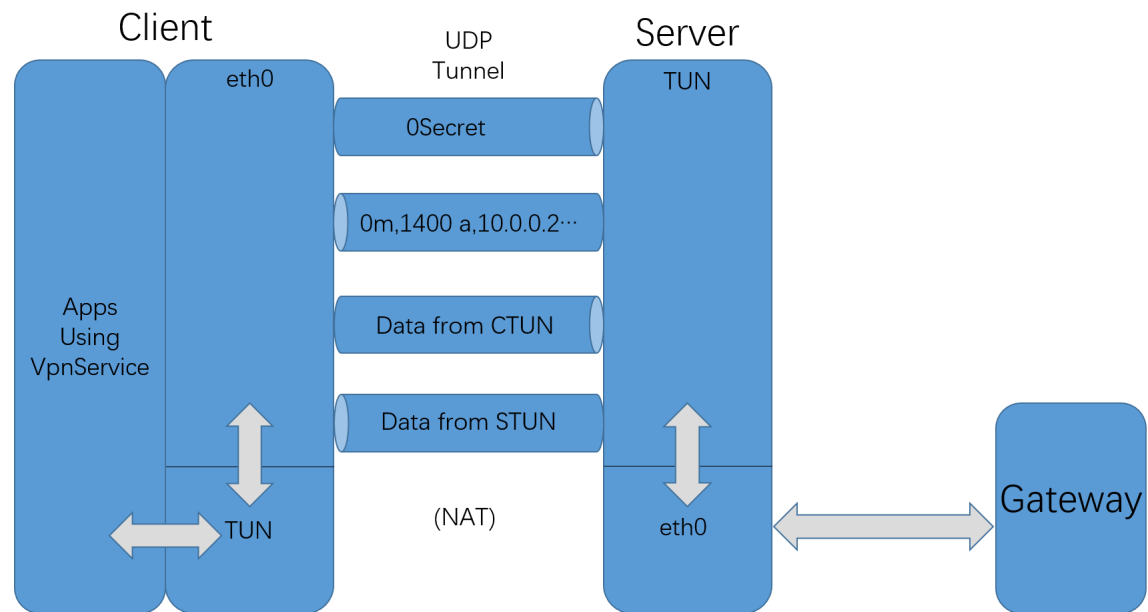 Client
Server
UDP
Tunnel
eth0
TUN
0Secret
0m,1400 a,10.0.0.2···
Apps
Using
VpnService
Data from CTUN
Data from STUN
TUN
(NAT)
eth0
Gateway